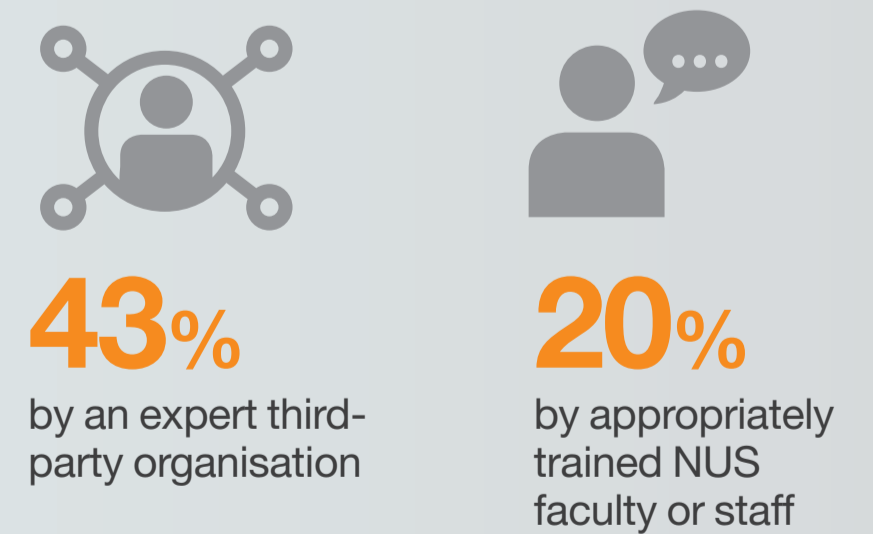 43%
by an expert third-
party organisation
20%
by appropriately
trained NUS
faculty or staff